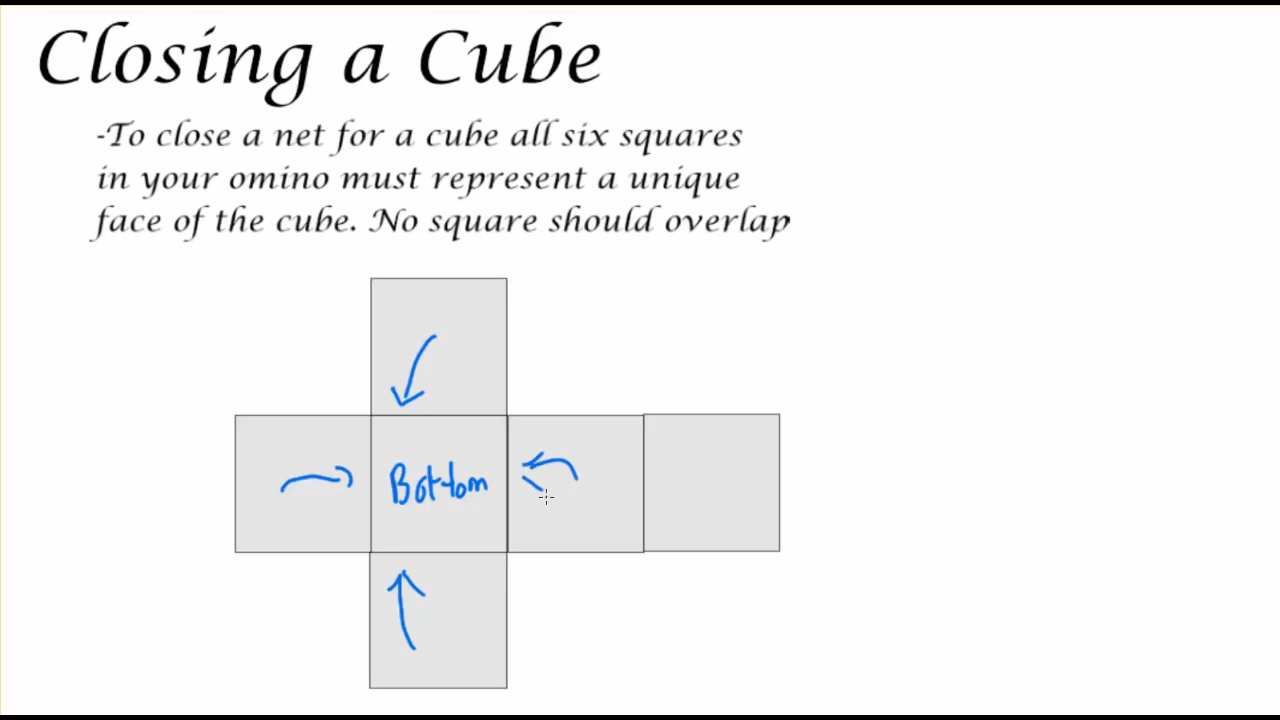 Closing a Cube
-To close a net for a cube all six squares
in your omino must represent a unique
face of the cube. No square should overlap
Bottom